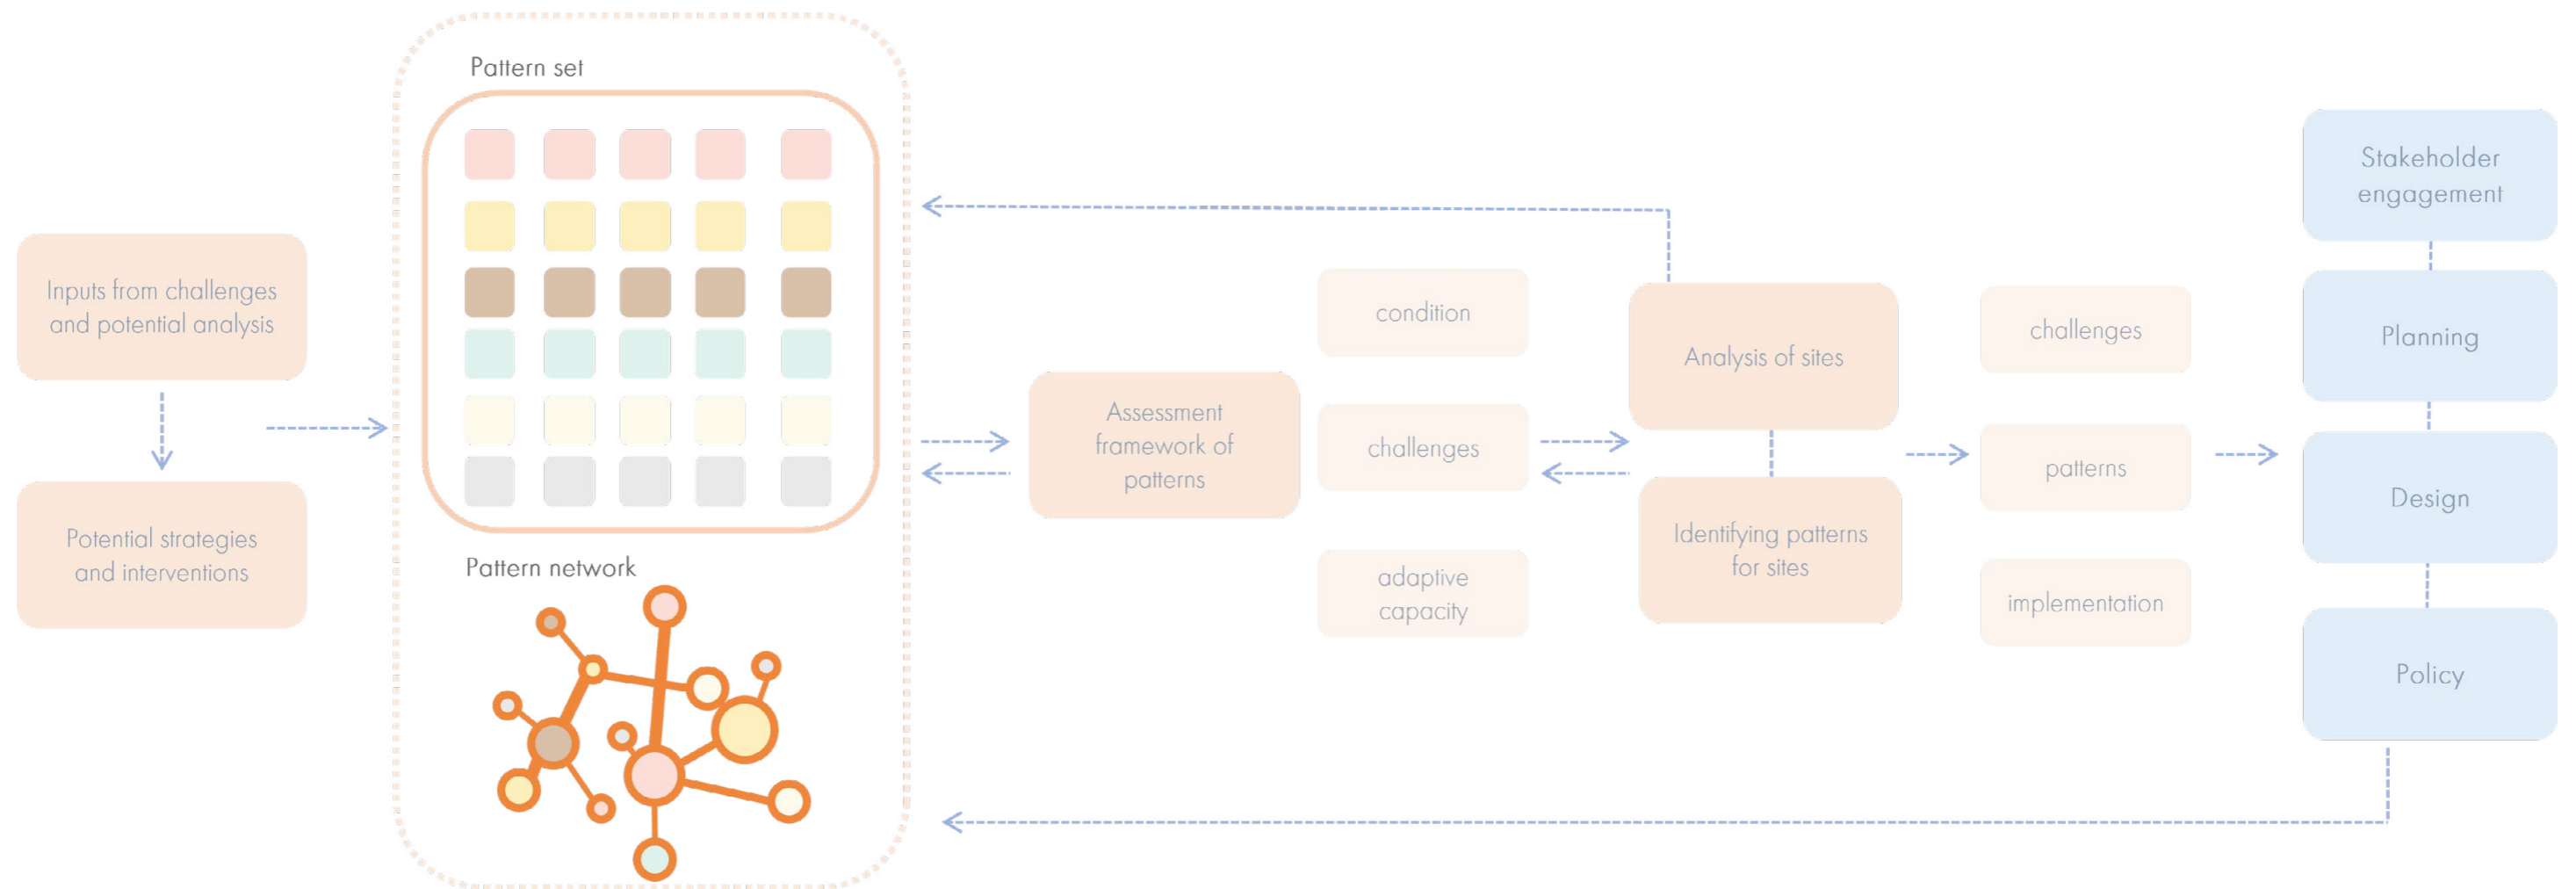 Pattern set
Inputs from challenges
and potential analysis
Potential strategies
and interventions
Pattern network
Assessment
framework of
patterns
condition
challenges
adaptive
capacity
Analysis of sites
Identifying patterns
for sites
challenges
patterns
implementation
Stakeholder
engagement
Planning
Design
Policy